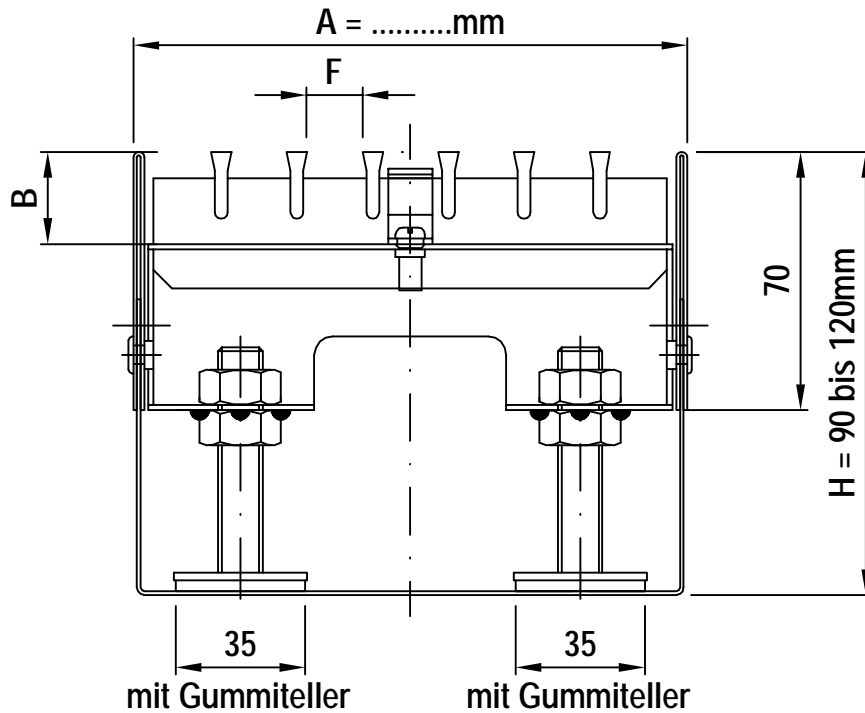 A = ..........mm
F
B
70
H = 90 bis 120mm
35
35
mit Gummiteller
mit Gummiteller